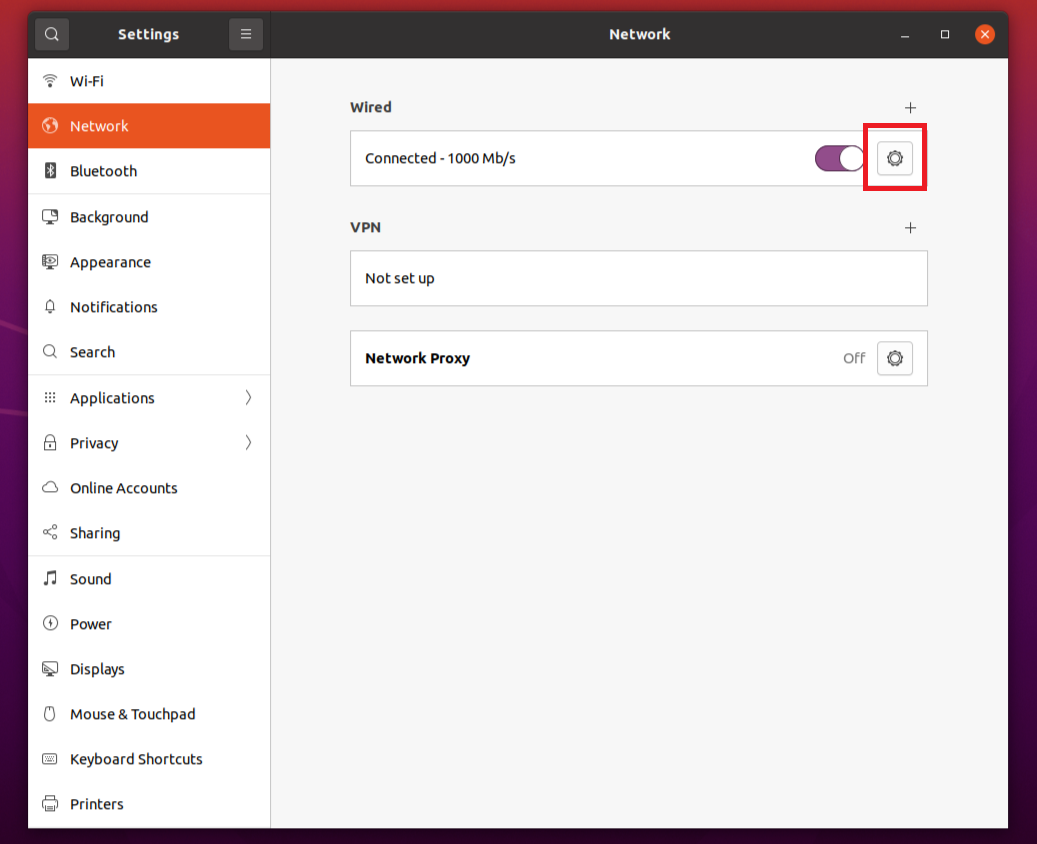 Settings
Network
Wi-Fi
Network
Bluetooth
Background
Appearance
Notifications
Search
Applications
Privacy
Online Accounts
Sharing
Sound
Power
Displays
Mouse & Touchpad
Keyboard Shortcuts
Printers
Wired
Connected - 1000 Mb/s
VPN
Not set up
Network Proxy Off